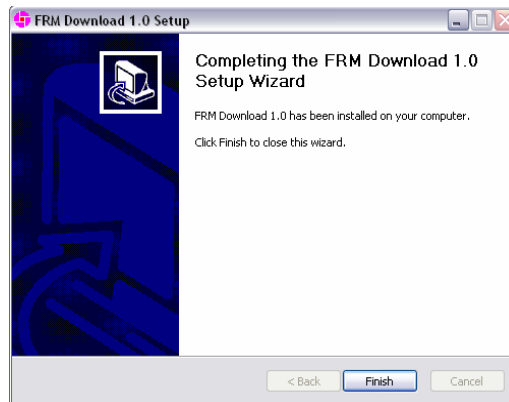 FRM Download 1.0 Setup
Completing the FRM Download 1.0
Setup Wizard
FRM Download 1.0 has been installed on your computer.
Click Finish to close this wizard.
< Back
Finish
Cancel